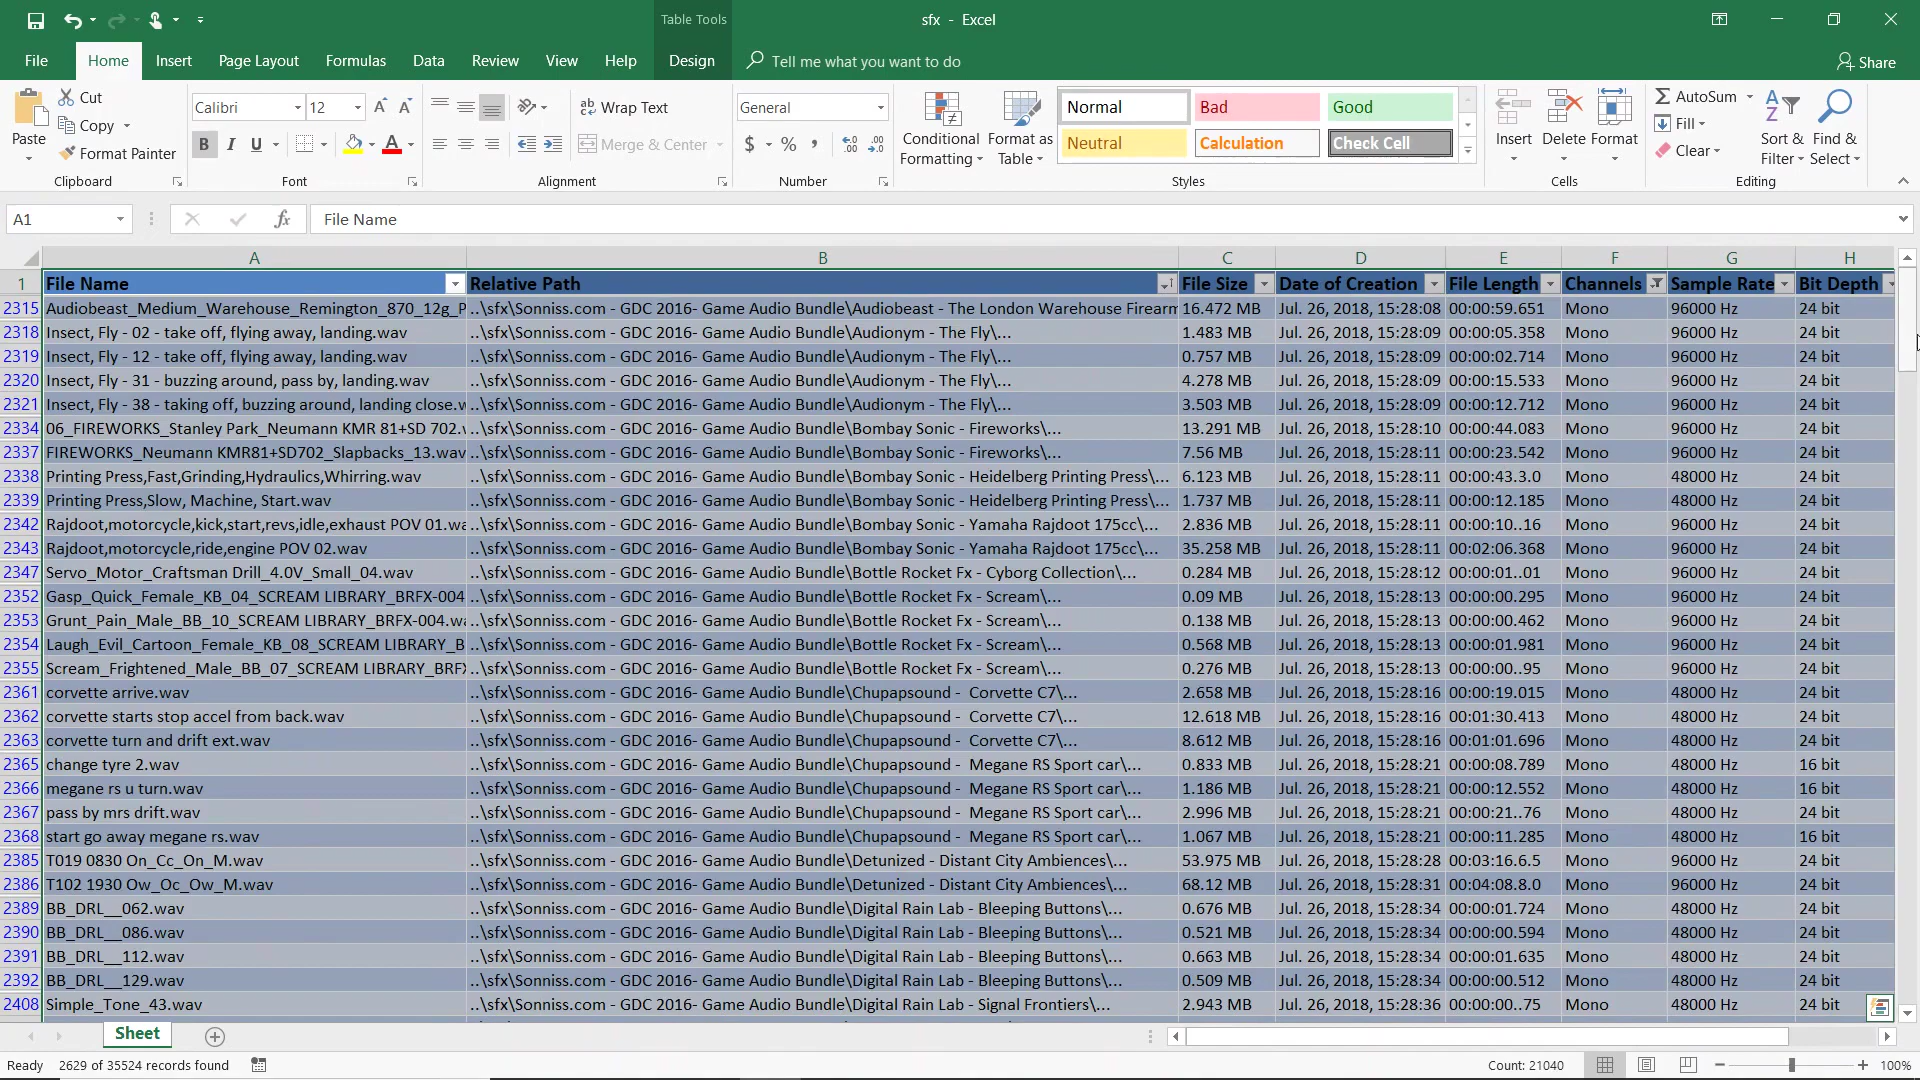 Table Tools
sfx - Excel
File Home Insert Page Layout Formulas Data Review View Help Design Tell me what you want to do Share
Paste Cut Copy Format Painter Clipboard
Calibri 12 B I U A A A Font
Wrap Text Merge & Center Alignment
General $ % , Number
Conditional Formatting Format as Table
Normal Bad Good
Neutral Calculation Check Cell
Styles
Insert Delete Format Cells
AutoSum Fill Clear Sort & Filter Find & Select Editing
A1 fx File Name
A B C D E F G H
1 File Name Relative Path File Size Date of Creation File Length Channels Sample Rate Bit Depth
2315 Audiobeast_Medium_Warehouse_Remington_870_12g_P ..\sfx\Sonniss.com - GDC 2016- Game Audio Bundle\Audiobeast - The London Warehouse Firearm 16.472 MB Jul. 26, 2018, 15:28:08 00:00:59.651 Mono 96000 Hz 24 bit
2318 Insect, Fly - 02 - take off, flying away, landing.wav ..\sfx\Sonniss.com - GDC 2016- Game Audio Bundle\Audionym - The Fly\... 1.483 MB Jul. 26, 2018, 15:28:09 00:00:05.358 Mono 96000 Hz 24 bit
2319 Insect, Fly - 12 - take off, flying away, landing.wav ..\sfx\Sonniss.com - GDC 2016- Game Audio Bundle\Audionym - The Fly\... 0.757 MB Jul. 26, 2018, 15:28:09 00:00:02.714 Mono 96000 Hz 24 bit
2320 Insect, Fly - 31 - buzzing around, pass by, landing.wav ..\sfx\Sonniss.com - GDC 2016- Game Audio Bundle\Audionym - The Fly\... 4.278 MB Jul. 26, 2018, 15:28:09 00:00:15.533 Mono 96000 Hz 24 bit
2321 Insect, Fly - 38 - taking off, buzzing around, landing close.w ..\sfx\Sonniss.com - GDC 2016- Game Audio Bundle\Audionym - The Fly\... 3.503 MB Jul. 26, 2018, 15:28:09 00:00:12.712 Mono 96000 Hz 24 bit
2334 06_FIREWORKS_Stanley Park_Neumann KMR 81+SD 702.w ..\sfx\Sonniss.com - GDC 2016- Game Audio Bundle\Bombay Sonic - Fireworks\... 13.291 MB Jul. 26, 2018, 15:28:10 00:00:44.083 Mono 96000 Hz 24 bit
2337 FIREWORKS_Neumann KMR81+SD702_Slapbacks_13.wav ..\sfx\Sonniss.com - GDC 2016- Game Audio Bundle\Bombay Sonic - Fireworks\... 7.56 MB Jul. 26, 2018, 15:28:11 00:00:23.542 Mono 96000 Hz 24 bit
2338 Printing Press,Fast,Grinding,Hydraulics,Whirring.wav ..\sfx\Sonniss.com - GDC 2016- Game Audio Bundle\Bombay Sonic - Heidelberg Printing Press\... 6.123 MB Jul. 26, 2018, 15:28:11 00:00:43.3.0 Mono 48000 Hz 24 bit
2339 Printing Press,Slow, Machine, Start.wav ..\sfx\Sonniss.com - GDC 2016- Game Audio Bundle\Bombay Sonic - Heidelberg Printing Press\... 1.737 MB Jul. 26, 2018, 15:28:11 00:00:12.185 Mono 48000 Hz 24 bit
2342 Rajdoot,motorcycle,kick,start,revs,idle,exhaust POV 01.wa ..\sfx\Sonniss.com - GDC 2016- Game Audio Bundle\Bombay Sonic - Yamaha Rajdoot 175cc\... 2.836 MB Jul. 26, 2018, 15:28:11 00:00:10..16 Mono 96000 Hz 24 bit
2343 Rajdoot,motorcycle,ride,engine POV 02.wav ..\sfx\Sonniss.com - GDC 2016- Game Audio Bundle\Bombay Sonic - Yamaha Rajdoot 175cc\... 35.258 MB Jul. 26, 2018, 15:28:11 00:02:06.368 Mono 96000 Hz 24 bit
2347 Servo_Motor_Craftsman Drill_4.0V_Small_04.wav ..\sfx\Sonniss.com - GDC 2016- Game Audio Bundle\Bottle Rocket Fx - Cyborg Collection\... 0.284 MB Jul. 26, 2018, 15:28:12 00:00:01..01 Mono 96000 Hz 24 bit
2352 Gasp_Quick_Female_KB_04_SCREAM LIBRARY_BRFX-004 ..\sfx\Sonniss.com - GDC 2016- Game Audio Bundle\Bottle Rocket Fx - Scream\... 0.09 MB Jul. 26, 2018, 15:28:13 00:00:00.295 Mono 96000 Hz 24 bit
2353 Grunt_Pain_Male_BB_10_SCREAM LIBRARY_BRFX-004.wa ..\sfx\Sonniss.com - GDC 2016- Game Audio Bundle\Bottle Rocket Fx - Scream\... 0.138 MB Jul. 26, 2018, 15:28:13 00:00:00.462 Mono 96000 Hz 24 bit
2354 Laugh_Evil_Cartoon_Female_KB_08_SCREAM LIBRARY_B ..\sfx\Sonniss.com - GDC 2016- Game Audio Bundle\Bottle Rocket Fx - Scream\... 0.568 MB Jul. 26, 2018, 15:28:13 00:00:01.981 Mono 96000 Hz 24 bit
2355 Scream_Frightened_Male_BB_07_SCREAM LIBRARY_BRFX ..\sfx\Sonniss.com - GDC 2016- Game Audio Bundle\Bottle Rocket Fx - Scream\... 0.276 MB Jul. 26, 2018, 15:28:13 00:00:00..95 Mono 96000 Hz 24 bit
2361 corvette arrive.wav ..\sfx\Sonniss.com - GDC 2016- Game Audio Bundle\Chupapsound -  Corvette C7\... 2.658 MB Jul. 26, 2018, 15:28:16 00:00:19.015 Mono 48000 Hz 24 bit
2362 corvette starts stop accel from back.wav ..\sfx\Sonniss.com - GDC 2016- Game Audio Bundle\Chupapsound -  Corvette C7\... 12.618 MB Jul. 26, 2018, 15:28:16 00:01:30.413 Mono 48000 Hz 24 bit
2363 corvette turn and drift ext.wav ..\sfx\Sonniss.com - GDC 2016- Game Audio Bundle\Chupapsound -  Corvette C7\... 8.612 MB Jul. 26, 2018, 15:28:16 00:01:01.696 Mono 48000 Hz 24 bit
2365 change tyre 2.wav ..\sfx\Sonniss.com - GDC 2016- Game Audio Bundle\Chupapsound -  Megane RS Sport car\... 0.833 MB Jul. 26, 2018, 15:28:21 00:00:08.789 Mono 48000 Hz 16 bit
2366 megane rs u turn.wav ..\sfx\Sonniss.com - GDC 2016- Game Audio Bundle\Chupapsound -  Megane RS Sport car\... 1.186 MB Jul. 26, 2018, 15:28:21 00:00:12.552 Mono 48000 Hz 16 bit
2367 pass by mrs drift.wav ..\sfx\Sonniss.com - GDC 2016- Game Audio Bundle\Chupapsound -  Megane RS Sport car\... 2.996 MB Jul. 26, 2018, 15:28:21 00:00:21..76 Mono 48000 Hz 24 bit
2368 start go away megane rs.wav ..\sfx\Sonniss.com - GDC 2016- Game Audio Bundle\Chupapsound -  Megane RS Sport car\... 1.067 MB Jul. 26, 2018, 15:28:21 00:00:11.285 Mono 48000 Hz 16 bit
2385 T019 0830 On_Cc_On_M.wav ..\sfx\Sonniss.com - GDC 2016- Game Audio Bundle\Detunized - Distant City Ambiences\... 53.975 MB Jul. 26, 2018, 15:28:28 00:03:16.6.5 Mono 96000 Hz 24 bit
2386 T102 1930 Ow_Oc_Ow_M.wav ..\sfx\Sonniss.com - GDC 2016- Game Audio Bundle\Detunized - Distant City Ambiences\... 68.12 MB Jul. 26, 2018, 15:28:31 00:04:08.8.0 Mono 96000 Hz 24 bit
2389 BB_DRL__062.wav ..\sfx\Sonniss.com - GDC 2016- Game Audio Bundle\Digital Rain Lab - Bleeping Buttons\... 0.676 MB Jul. 26, 2018, 15:28:34 00:00:01.724 Mono 48000 Hz 24 bit
2390 BB_DRL__086.wav ..\sfx\Sonniss.com - GDC 2016- Game Audio Bundle\Digital Rain Lab - Bleeping Buttons\... 0.521 MB Jul. 26, 2018, 15:28:34 00:00:00.594 Mono 48000 Hz 24 bit
2391 BB_DRL__112.wav ..\sfx\Sonniss.com - GDC 2016- Game Audio Bundle\Digital Rain Lab - Bleeping Buttons\... 0.663 MB Jul. 26, 2018, 15:28:34 00:00:01.635 Mono 48000 Hz 24 bit
2392 BB_DRL__129.wav ..\sfx\Sonniss.com - GDC 2016- Game Audio Bundle\Digital Rain Lab - Bleeping Buttons\... 0.509 MB Jul. 26, 2018, 15:28:34 00:00:00.512 Mono 48000 Hz 24 bit
2408 Simple_Tone_43.wav ..\sfx\Sonniss.com - GDC 2016- Game Audio Bundle\Digital Rain Lab - Signal Frontiers\... 2.943 MB Jul. 26, 2018, 15:28:36 00:00:00..75 Mono 48000 Hz 24 bit
Sheet
Ready 2629 of 35524 records found Count: 21040 100%